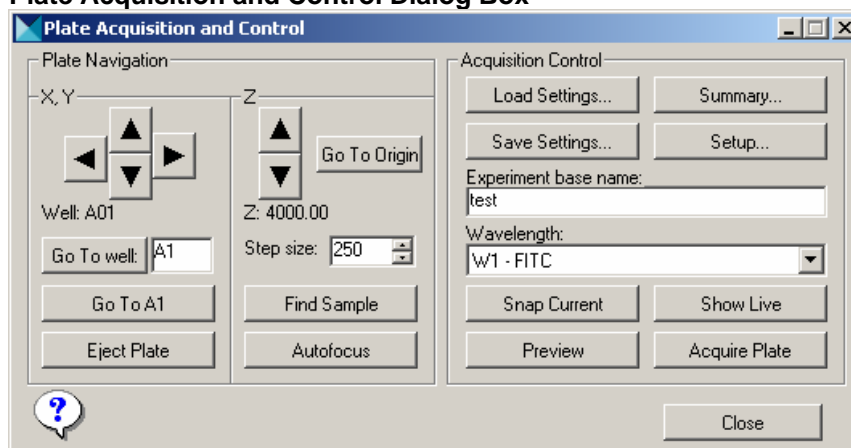 Plate Acquisition and Control Dialog Box
Plate Acquisition and Control
Plate Navigation
X, Y
Well: A01
Go To well: A1
Go To A1
Eject Plate
Z
Go To Origin
Z: 4000.00
Step size: 250
Find Sample
Autofocus
Acquisition Control
Load Settings... Summary...
Save Settings... Setup...
Experiment base name:
test
Wavelength:
W1 - FITC
Snap Current Show Live
Preview Acquire Plate
?
Close